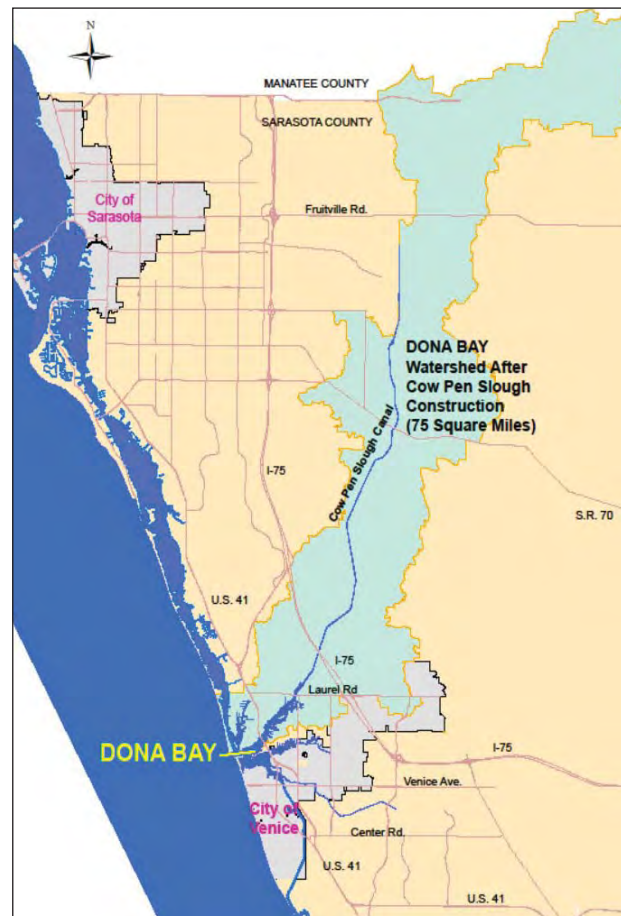 N
MANATEE COUNTY
SARASOTA COUNTY
City of
Sarasota
Fruitville Rd.
DONA BAY
Watershed After
Cow Pen Slough
Construction
(75 Square Miles)
Cow Pen Slough Canal
I-75
S.R. 70
U.S. 41
I-75
Laurel Rd
DONA BAY
I-75
Venice Ave.
City of
Venice
Center Rd.
U.S. 41
U.S. 41